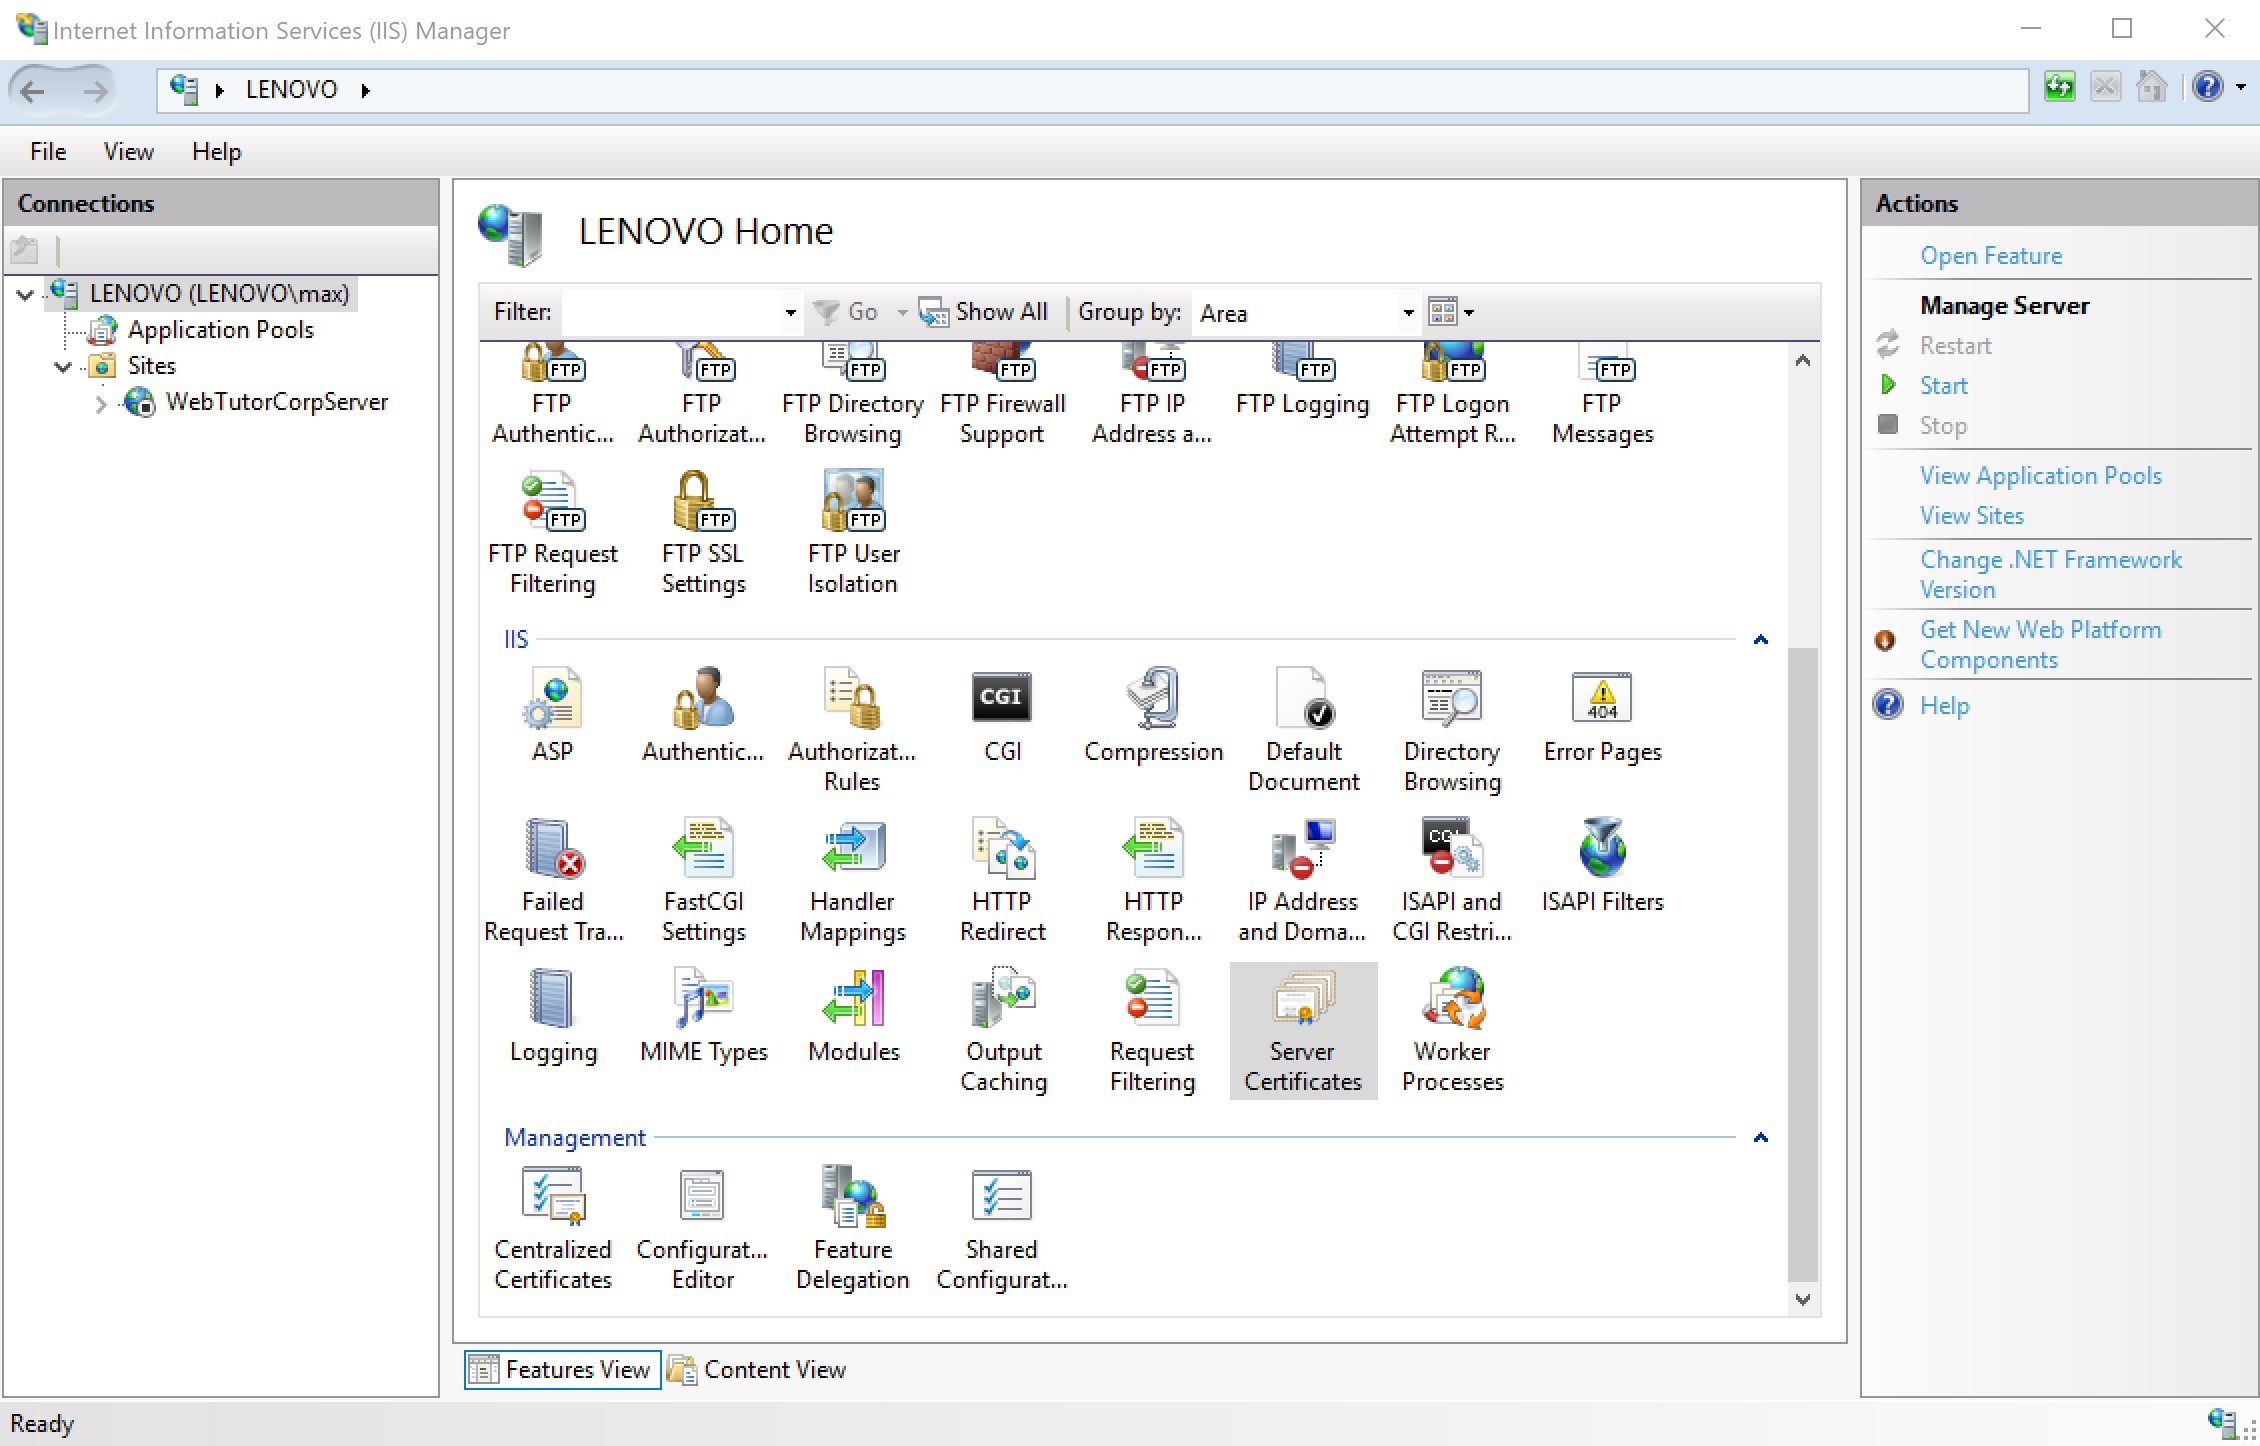 Internet Information Services (IIS) Manager
LENOVO
File View Help
Connections
LENOVO (LENOVO\max)
Application Pools
Sites
WebTutorCorpServer
LENOVO Home
Filter: Go Show All Group by: Area
FTP FTP FTP FTP FTP FTP FTP FTP
FTP Authentic...
FTP Authorizat...
FTP Directory Browsing
FTP Firewall Support
FTP IP Address a...
FTP Logging
FTP Logon Attempt R...
FTP Messages
FTP FTP FTP
FTP Request Filtering
FTP SSL Settings
FTP User Isolation
IIS
CGI
404
ASP
Authentic...
Authorizat... Rules
CGI
Compression
Default Document
Directory Browsing
Error Pages
CGI
Failed Request Tra...
FastCGI Settings
Handler Mappings
HTTP Redirect
HTTP Respon...
IP Address and Doma...
ISAPI and CGI Restri...
ISAPI Filters
Logging
MIME Types
Modules
Output Caching
Request Filtering
Server Certificates
Worker Processes
Management
Centralized Certificates
Configurat... Editor
Feature Delegation
Shared Configurat...
Features View
Content View
Actions
Open Feature
Manage Server
Restart
Start
Stop
View Application Pools
View Sites
Change .NET Framework
Version
Get New Web Platform
Components
Help
Ready